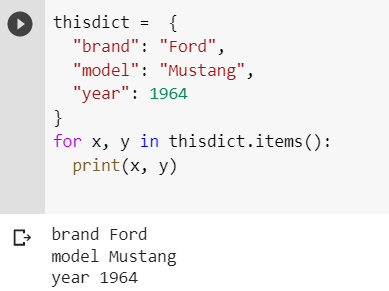 thisdict =  {
  "brand": "Ford",
  "model": "Mustang",
  "year": 1964
}
for x, y in thisdict.items():
  print(x, y)
brand Ford
model Mustang
year 1964